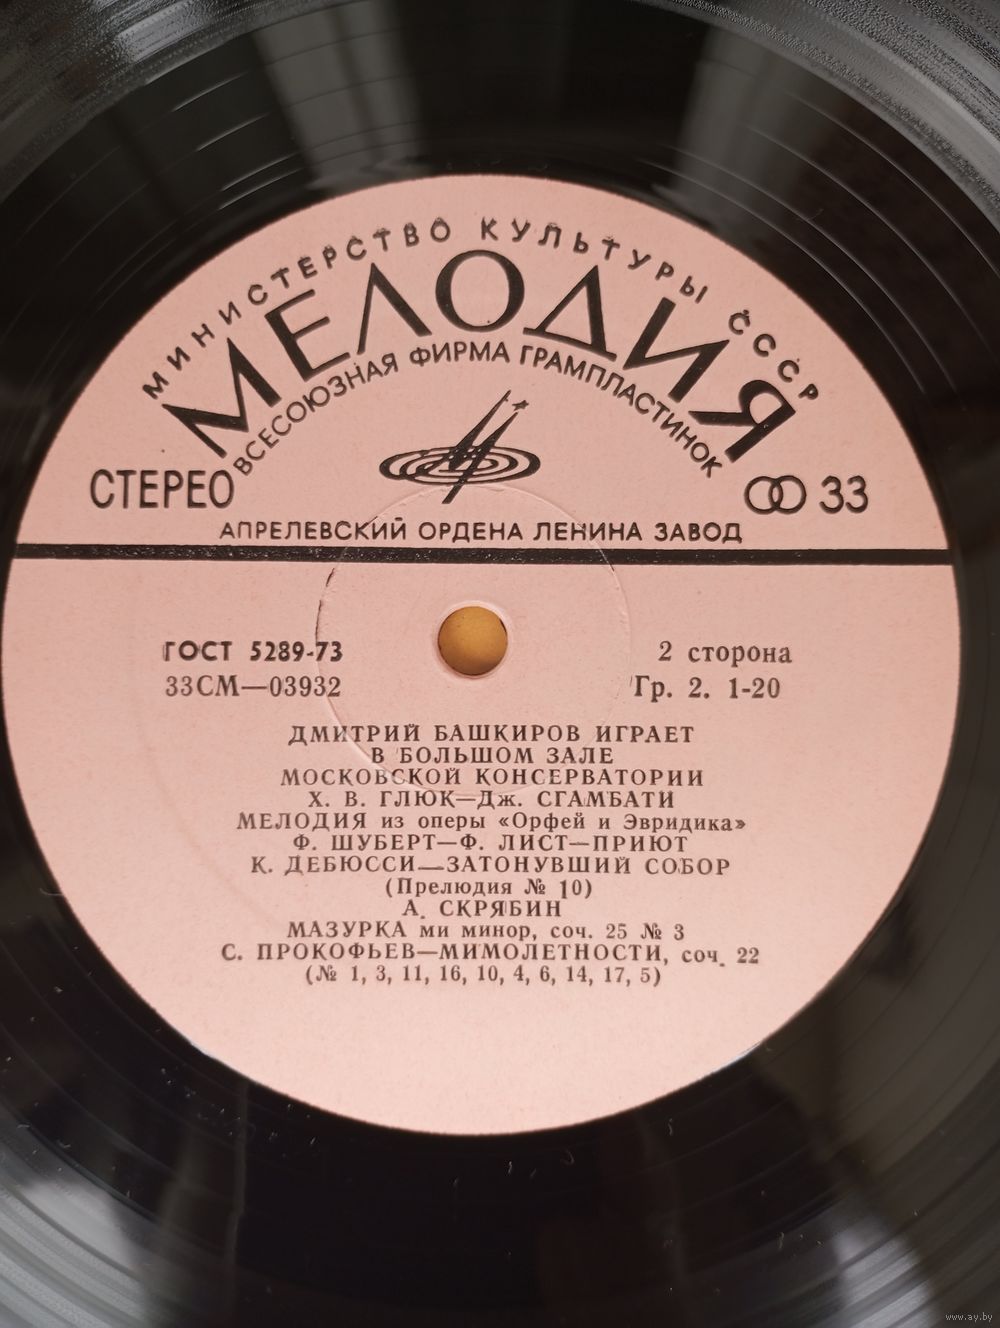 МИНИСТЕРСТВО КУЛЬТУРЫ СССР
МЕЛОДИЯ
ВСЕСОЮЗНАЯ ФИРМА ГРАМПЛАСТИНОК
СТЕРЕО
33
АПРЕЛЕВСКИЙ ОРДЕНА ЛЕНИНА ЗАВОД
ГОСТ 5289-73
2 сторона
33СМ—03932
Гр. 2. 1-20
ДМИТРИЙ БАШКИРОВ ИГРАЕТ
В БОЛЬШОМ ЗАЛЕ
МОСКОВСКОЙ КОНСЕРВАТОРИИ
Х. В. ГЛЮК—Дж. СГАМБАТИ
МЕЛОДИЯ из оперы «Орфей и Эвридика»
Ф. ШУБЕРТ—Ф. ЛИСТ—ПРИЮТ
К. ДЕБЮССИ—ЗАТОНУВШИЙ СОБОР
(Прелюдия № 10)
А. СКРЯБИН
МАЗУРКА ми минор, соч. 25 № 3
С. ПРОКОФЬЕВ—МИМОЛЕТНОСТИ, соч. 22
(№ 1, 3, 11, 16, 10, 4, 6, 14, 17, 5)
www.ay.by